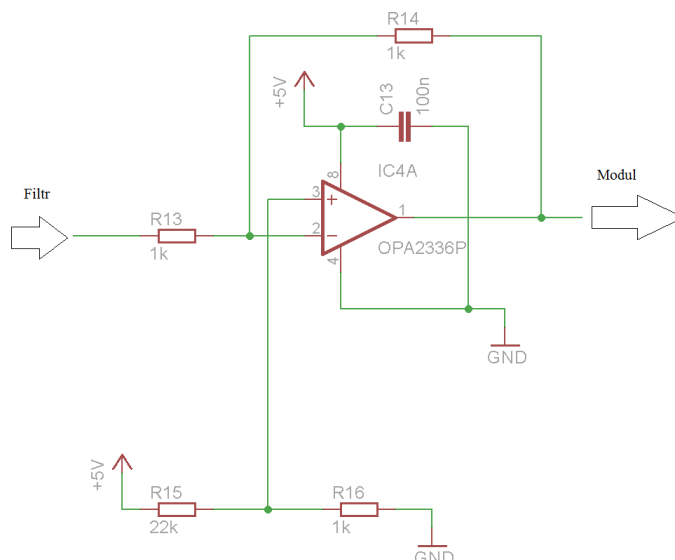 R14
1k
+5V
C13
100n
8
IC4A
Filtr
Modul
3
+
1
R13
2
−
1k
4
OPA2336P
GND
+5V
R15
R16
22k
1k
GND